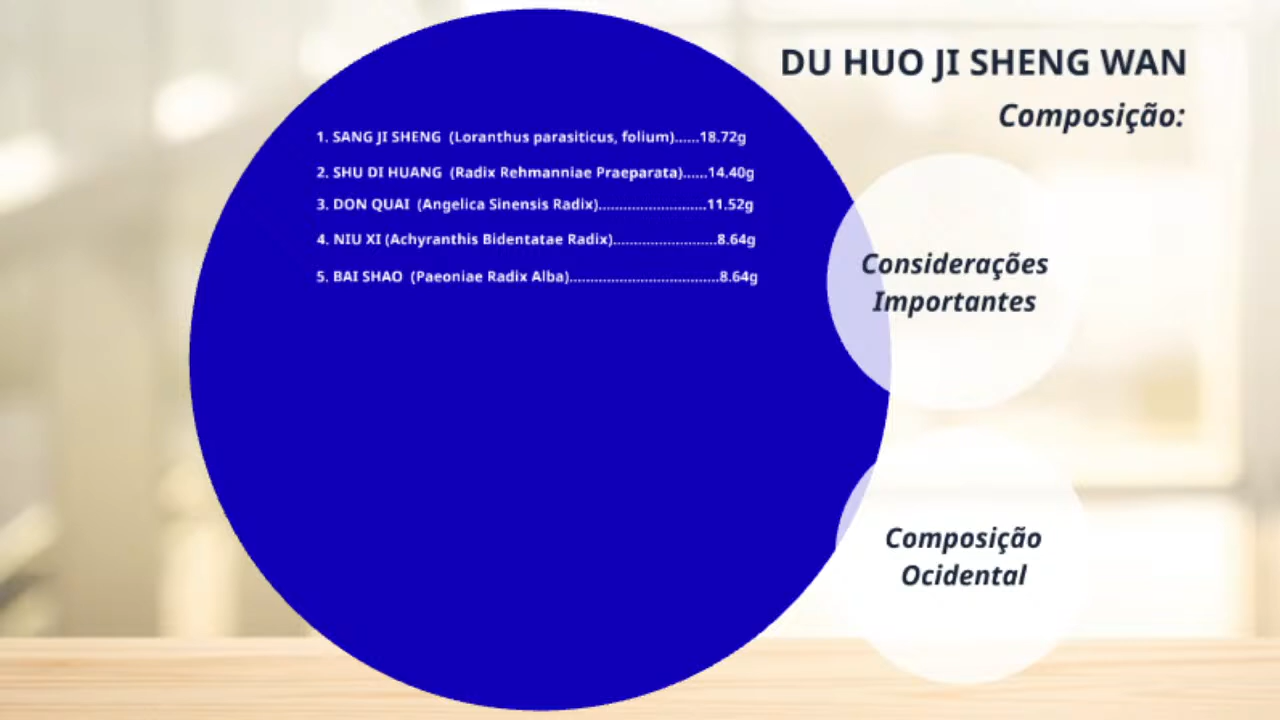 DU HUO JI SHENG WAN
Composição:
1. SANG JI SHENG (Loranthus parasiticus, folium)......18.72g
2. SHU DI HUANG (Radix Rehmanniae Praeparata)......14.40g
3. DON QUAI (Angelica Sinensis Radix)..........................11.52g
4. NIU XI (Achyranthis Bidentatae Radix).........................8.64g
5. BAI SHAO (Paeoniae Radix Alba)....................................8.64g
Considerações
Importantes
Composição
Ocidental